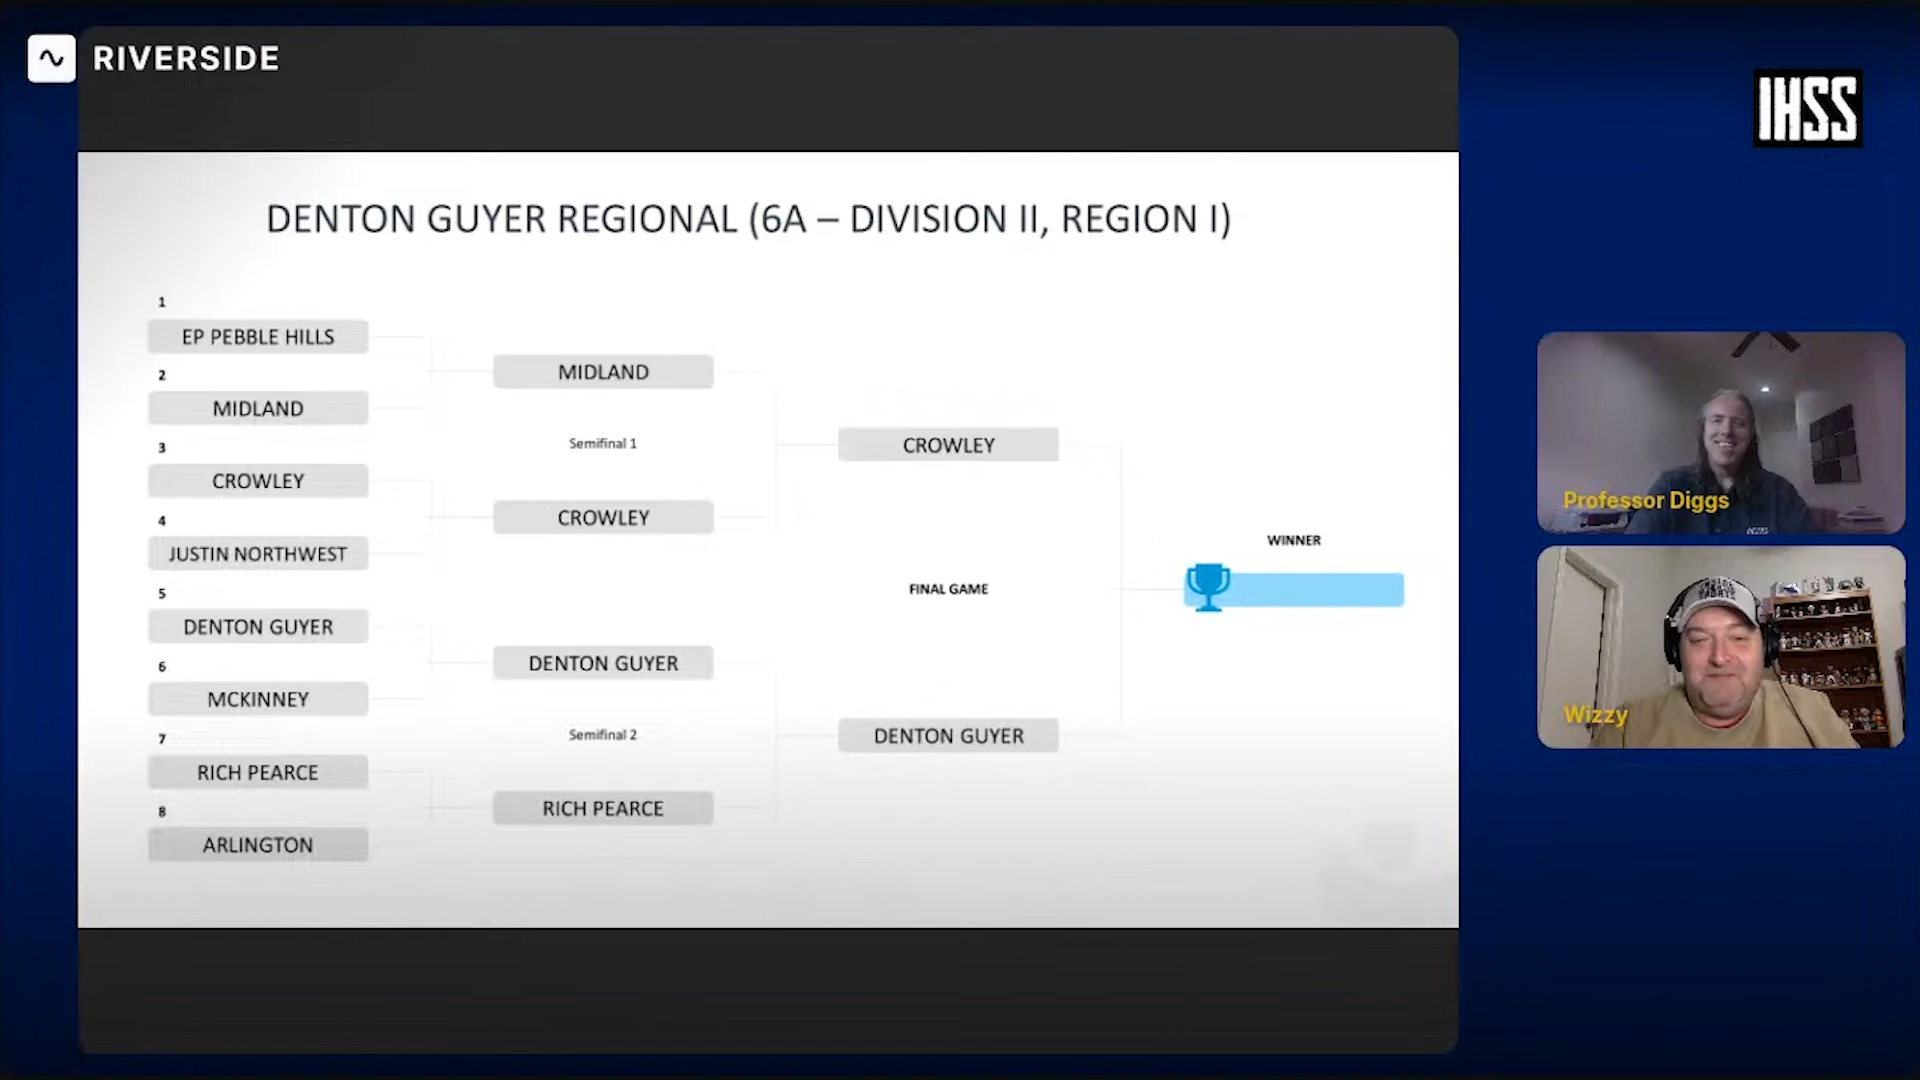 RIVERSIDE
IHSS
DENTON GUYER REGIONAL (6A – DIVISION II, REGION I)
1
EP PEBBLE HILLS
2
MIDLAND
3
CROWLEY
4
JUSTIN NORTHWEST
5
DENTON GUYER
6
MCKINNEY
7
RICH PEARCE
8
ARLINGTON
MIDLAND
Semifinal 1
CROWLEY
DENTON GUYER
Semifinal 2
RICH PEARCE
CROWLEY
FINAL GAME
DENTON GUYER
WINNER
Professor Diggs
Wizzy